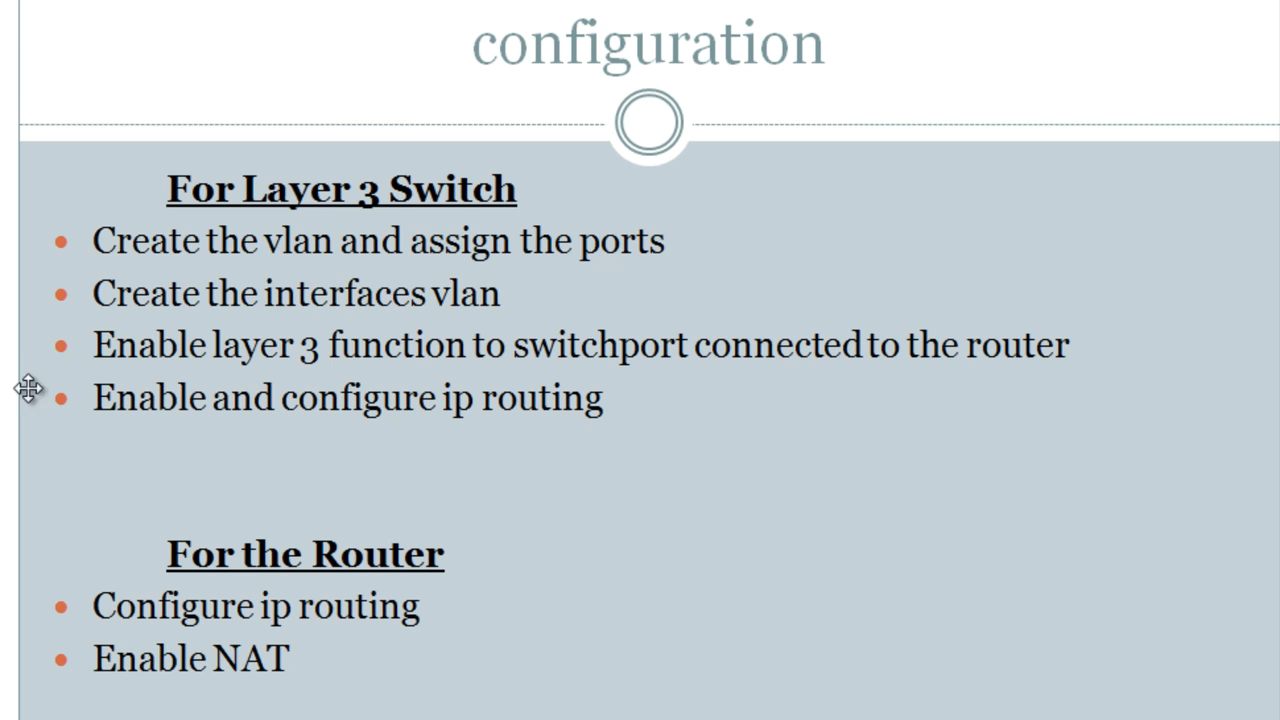 configuration
For Layer 3 Switch
Create the vlan and assign the ports
Create the interfaces vlan
Enable layer 3 function to switchport connected to the router
Enable and configure ip routing
For the Router
Configure ip routing
Enable NAT